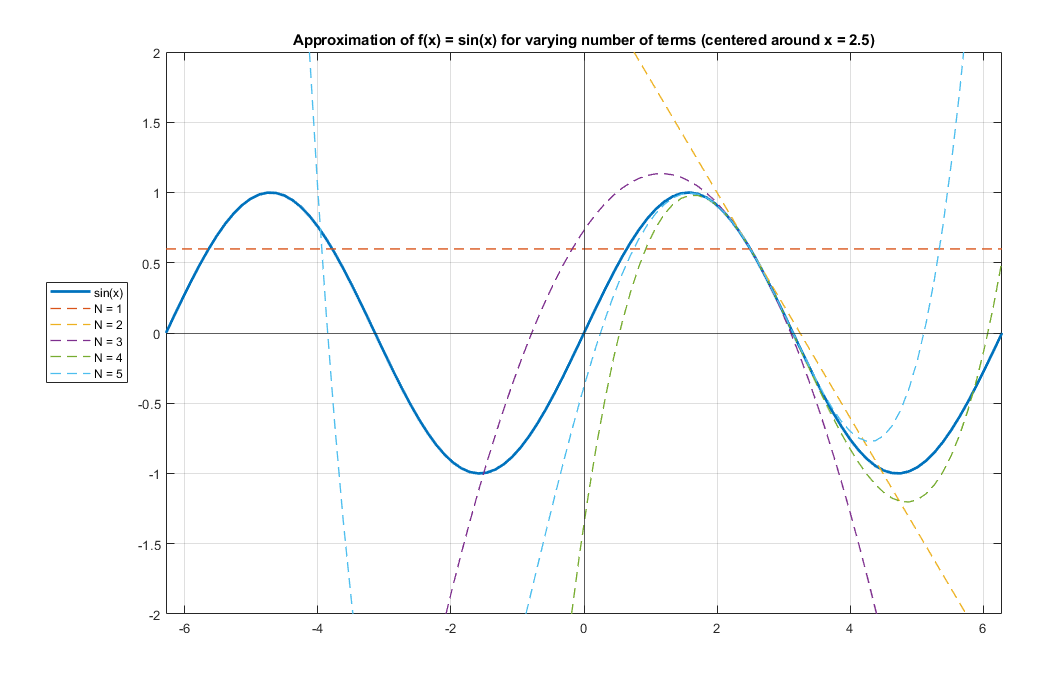 Approximation of f(x) = sin(x) for varying number of terms (centered around x = 2.5)
2
1.5
1
0.5
0
-0.5
-1
-1.5
-2
-6
-4
-2
0
2
4
6
sin(x)
N = 1
N = 2
N = 3
N = 4
N = 5